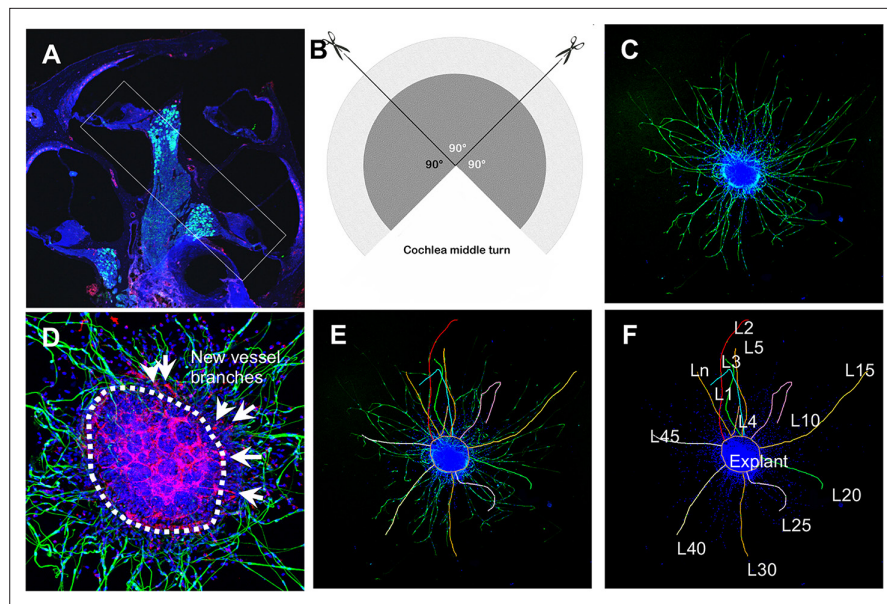 A
B
90°
90°
90°
Cochlea middle turn
C
D
New vessel
branches
E
F
L2
L5
L3
Ln
L15
L1
L10
L4
L45
Explant
L20
L25
L40
L30